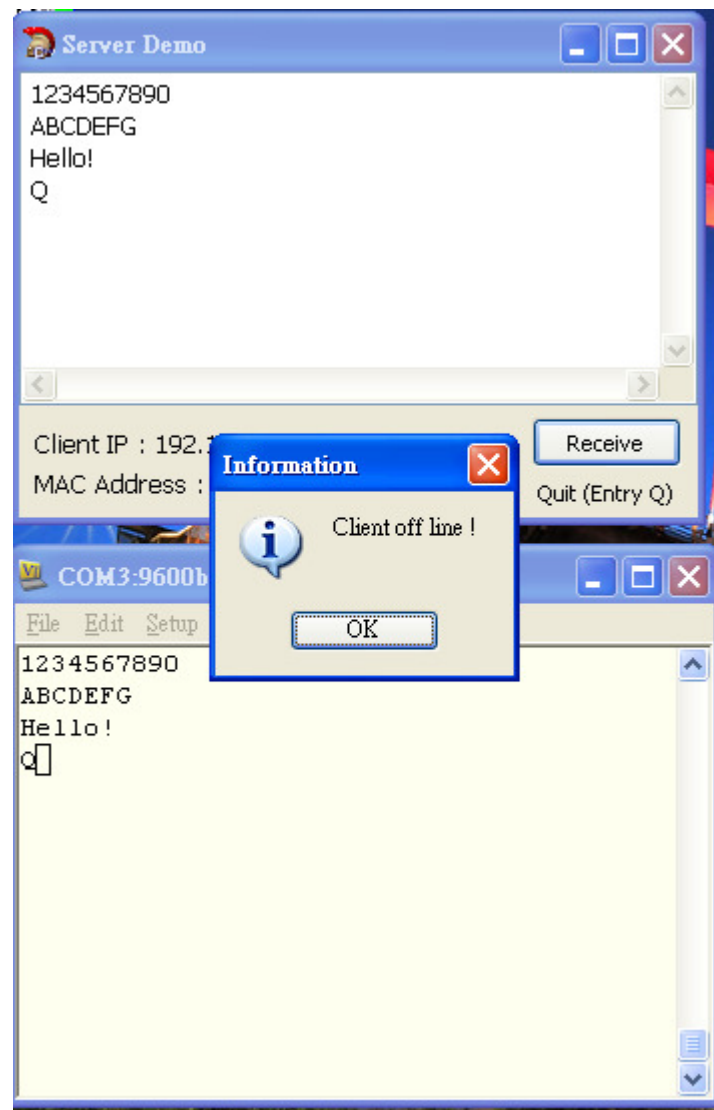 Server Demo
1234567890
ABCDEFG
Hello!
Q
Client IP : 192.
MAC Address :
Receive
Quit (Entry Q)
Information
Client off line !
OK
COM3:9600b
File Edit Setup
1234567890
ABCDEFG
Hello!
Q